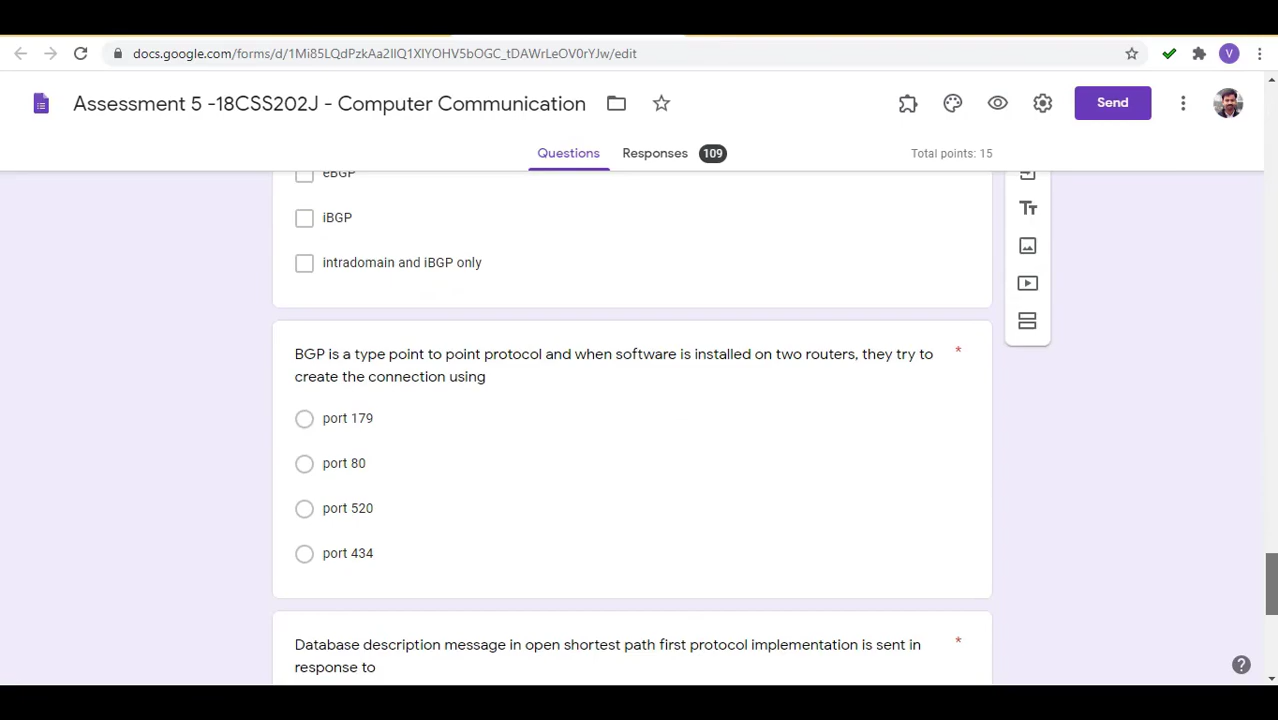 docs.google.com/forms/d/1Mi85LQdPzkAa2IlQ1XlYOHV5bOGC_tDAWrLeOV0rYJw/edit
V
Assessment 5 -18CSS202J - Computer Communication
Send
Questions
Responses 109
Total points: 15
eBGP
iBGP
intradomain and iBGP only
BGP is a type point to point protocol and when software is installed on two routers, they try to *
create the connection using
port 179
port 80
port 520
port 434
Database description message in open shortest path first protocol implementation is sent in *
response to